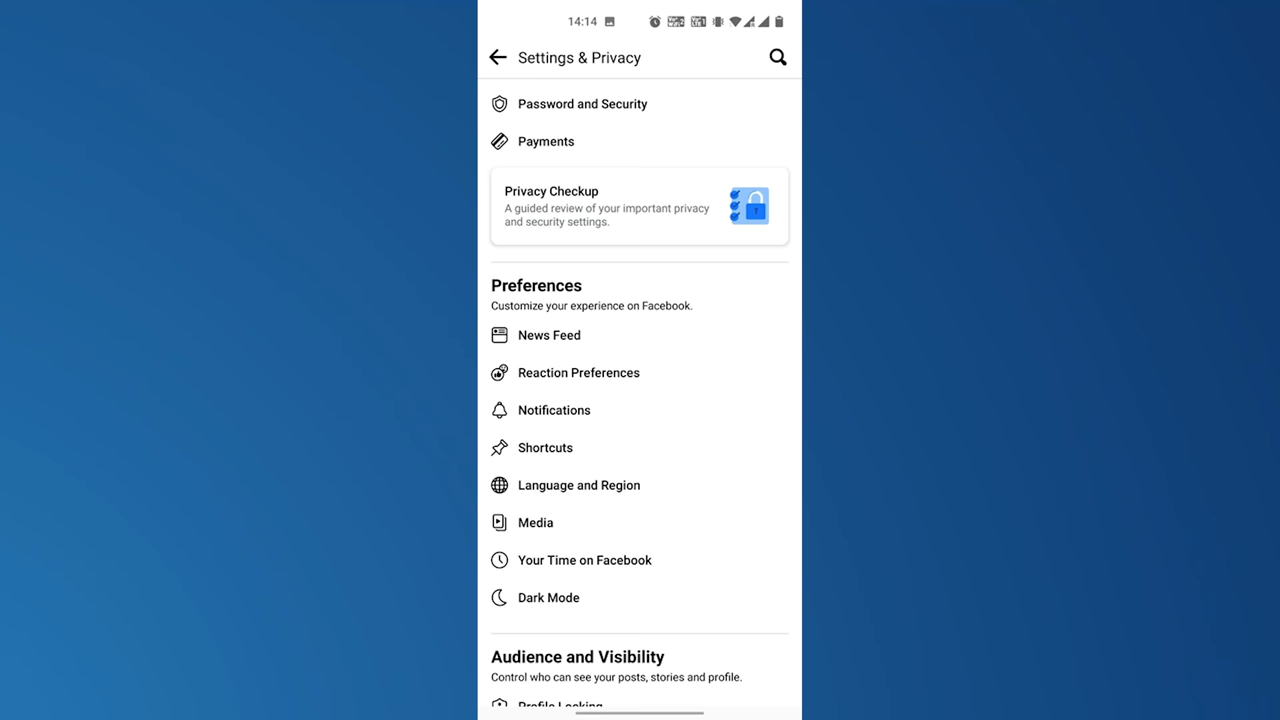 14:14
Settings & Privacy
Password and Security
Payments
Privacy Checkup
A guided review of your important privacy
and security settings.
Preferences
Customize your experience on Facebook.
News Feed
Reaction Preferences
Notifications
Shortcuts
Language and Region
Media
Your Time on Facebook
Dark Mode
Audience and Visibility
Control who can see your posts, stories and profile.
Profile Locking